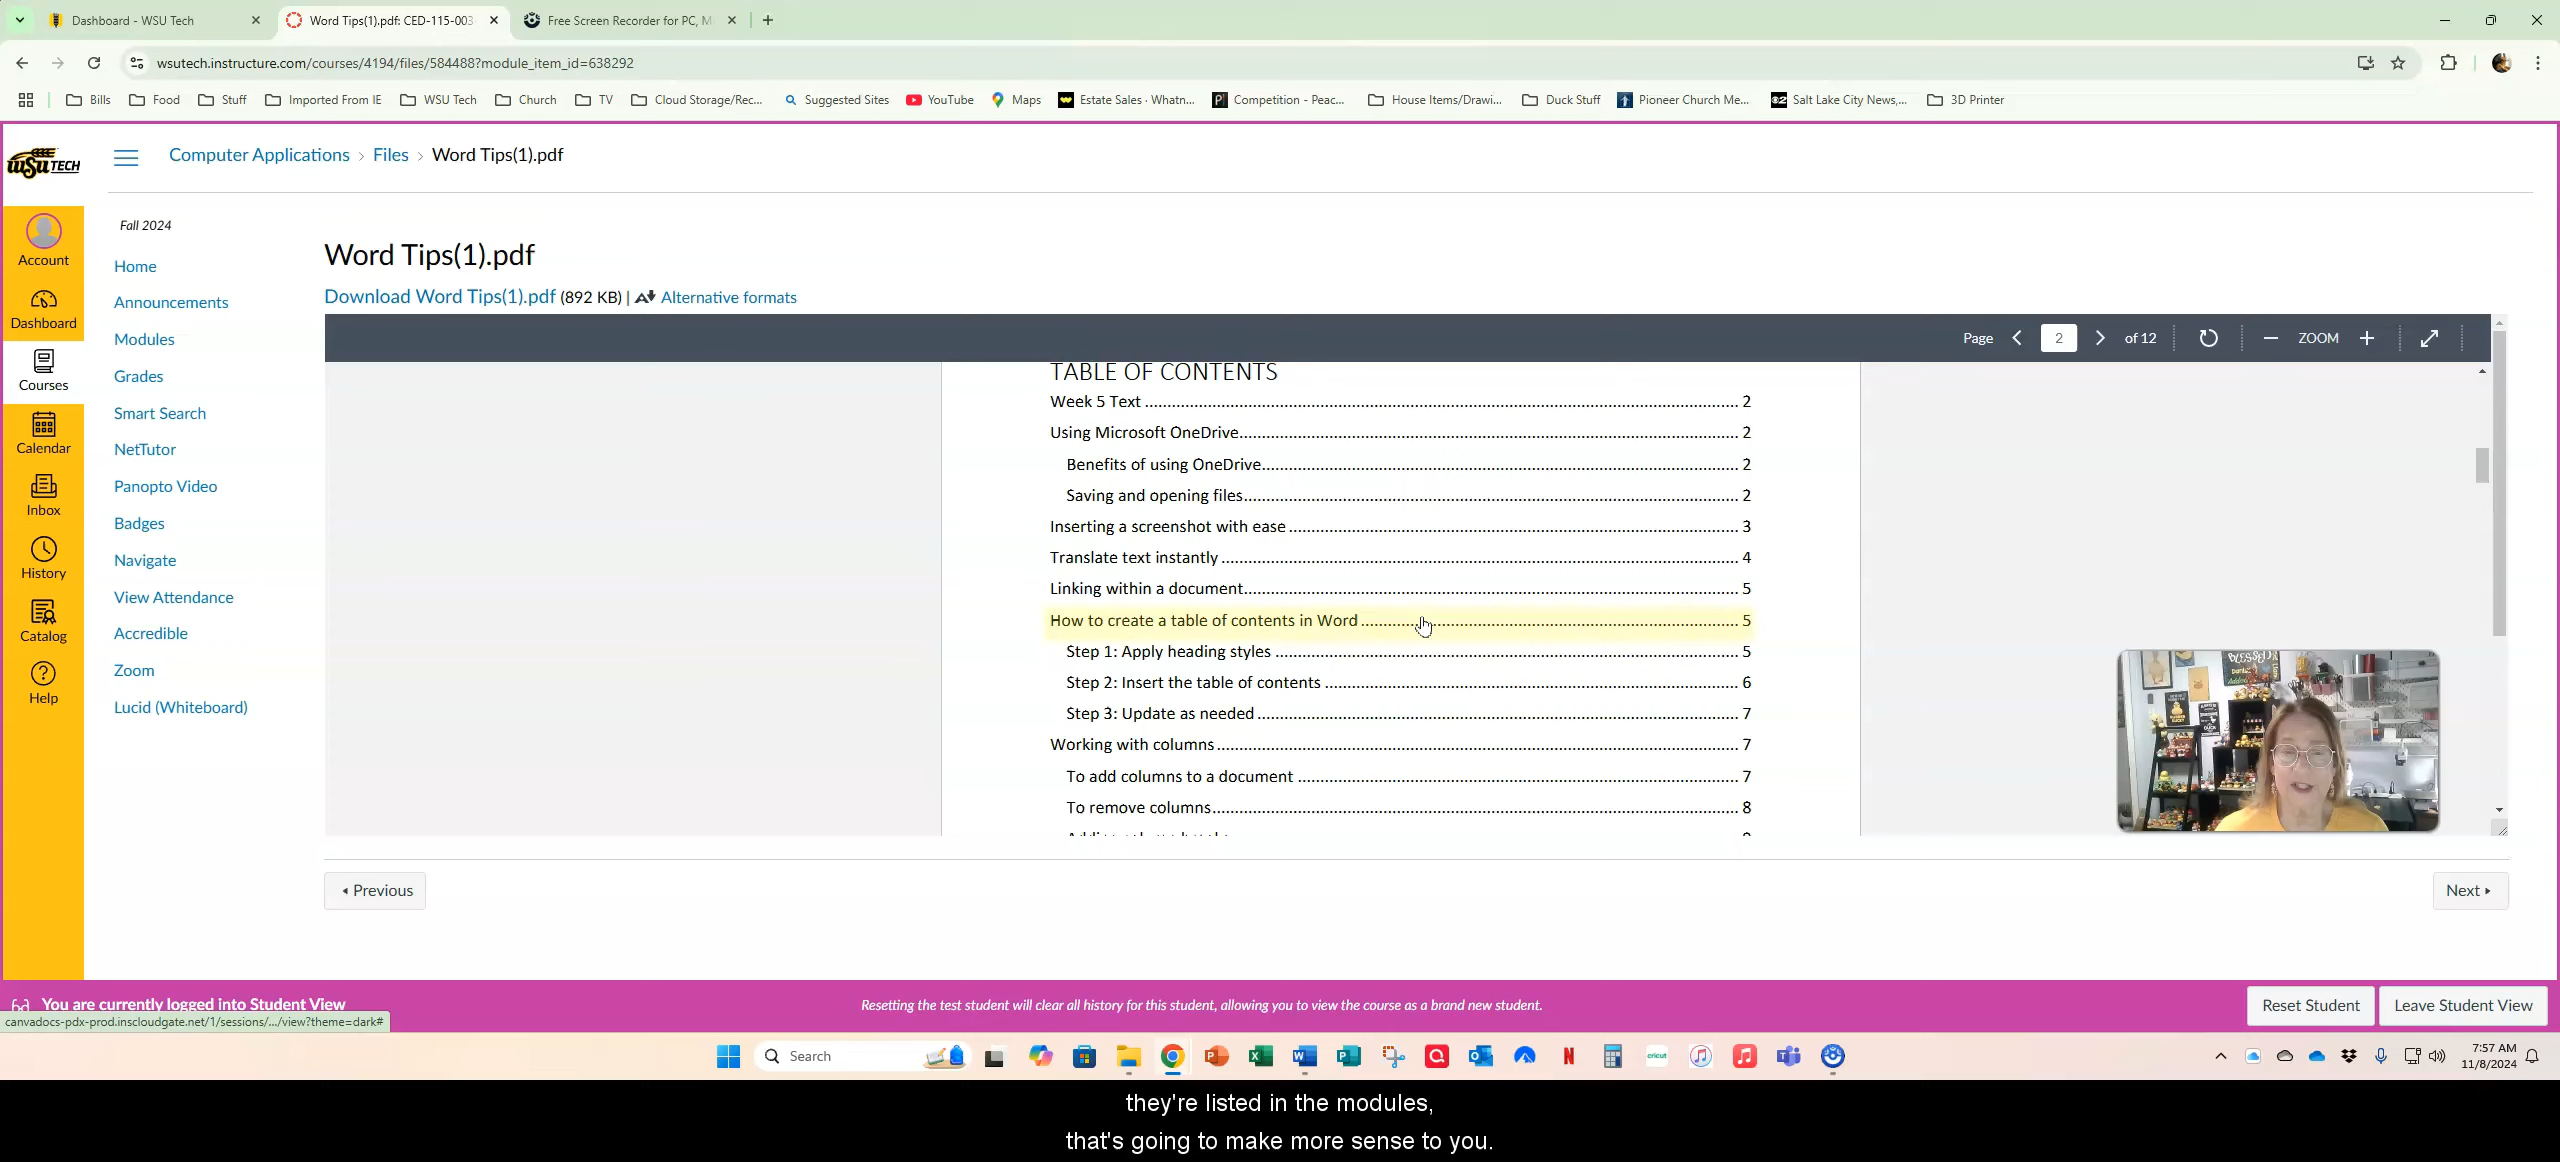 Dashboard - WSU Tech
Word Tips(1).pdf: CED-115-003
Free Screen Recorder for PC, M
wsutech.instructure.com/courses/4194/files/584488?module_item_id=638292
Bills
Food
Stuff
Imported From IE
WSU Tech
Church
TV
Cloud Storage/Rec...
Suggested Sites
YouTube
Maps
Estate Sales · Whatn...
Competition - Peac...
House Items/Drawi...
Duck Stuff
Pioneer Church Me...
Salt Lake City News,...
3D Printer
WSU TECH
Computer Applications › Files › Word Tips(1).pdf
Account
Dashboard
Courses
Calendar
Inbox
History
Catalog
Help
Fall 2024
Home
Announcements
Modules
Grades
Smart Search
NetTutor
Panopto Video
Badges
Navigate
View Attendance
Accredible
Zoom
Lucid (Whiteboard)
Word Tips(1).pdf
Download Word Tips(1).pdf (892 KB) | Alternative formats
Page 2 of 12 ZOOM
TABLE OF CONTENTS
Week 5 Text 2
Using Microsoft OneDrive 2
Benefits of using OneDrive 2
Saving and opening files 2
Inserting a screenshot with ease 3
Translate text instantly 4
Linking within a document 5
How to create a table of contents in Word 5
Step 1: Apply heading styles 5
Step 2: Insert the table of contents 6
Step 3: Update as needed 7
Working with columns 7
To add columns to a document 7
To remove columns 8
BLESSED
Previous
Next
You are currently logged into Student View
Resetting the test student will clear all history for this student, allowing you to view the course as a brand new student.
Reset Student
Leave Student View
canvadocs-pdx-prod.inscloudgate.net/1/sessions/.../view?theme=dark#
Search
cricut
7:57 AM
11/8/2024
they're listed in the modules,
that's going to make more sense to you.